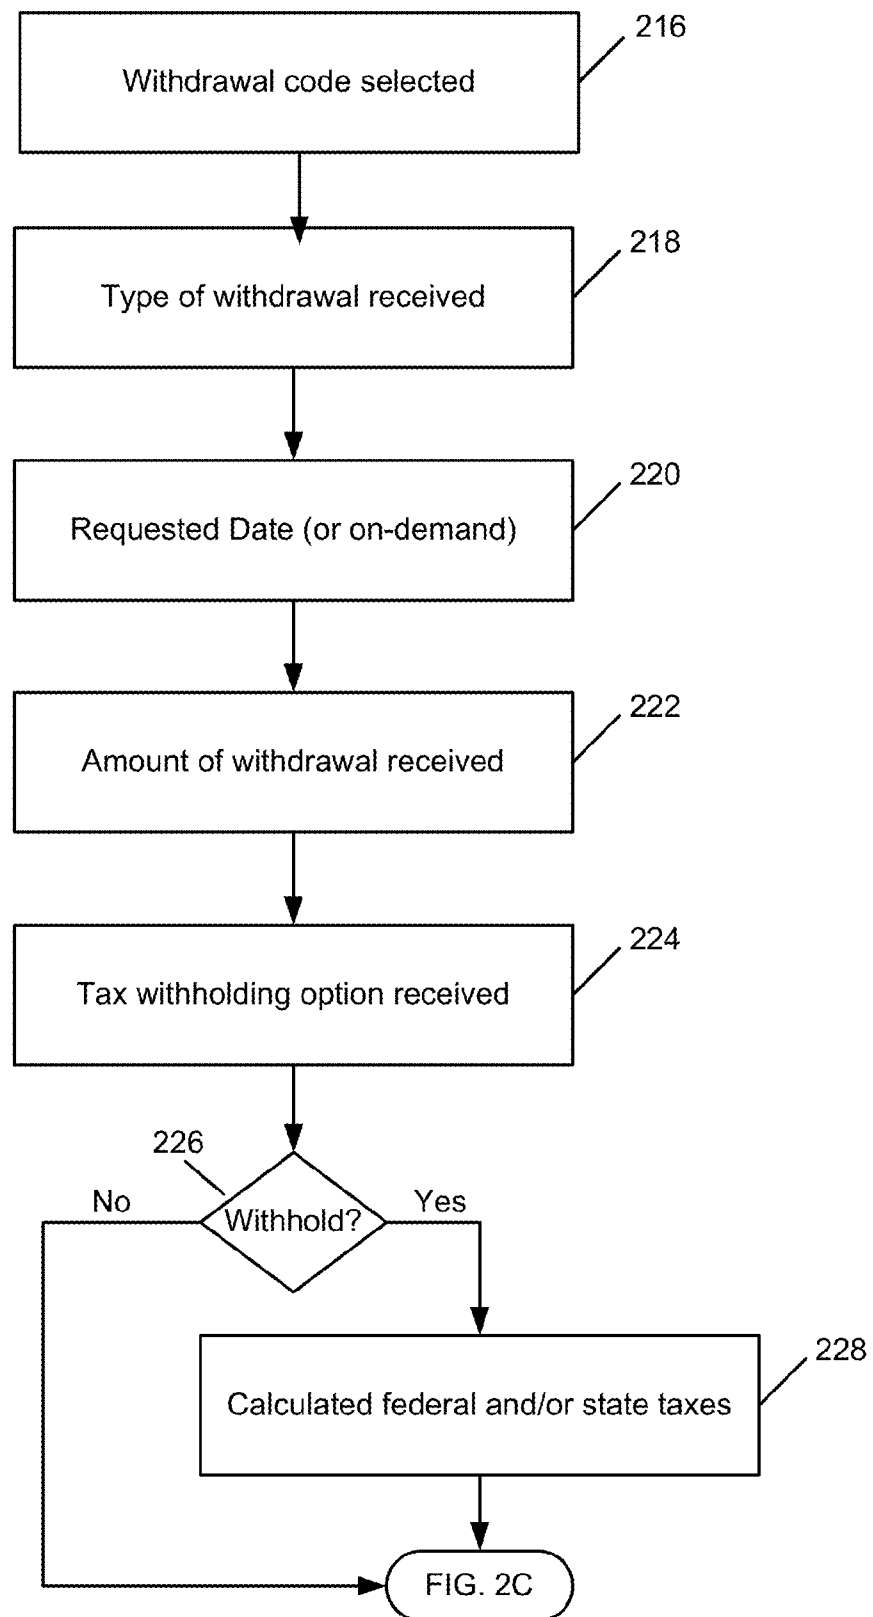 216
Withdrawal code selected
218
Type of withdrawal received
220
Requested Date (or on-demand)
222
Amount of withdrawal received
224
Tax withholding option received
226
No
Withhold?
Yes
228
Calculated federal and/or state taxes
FIG. 2C